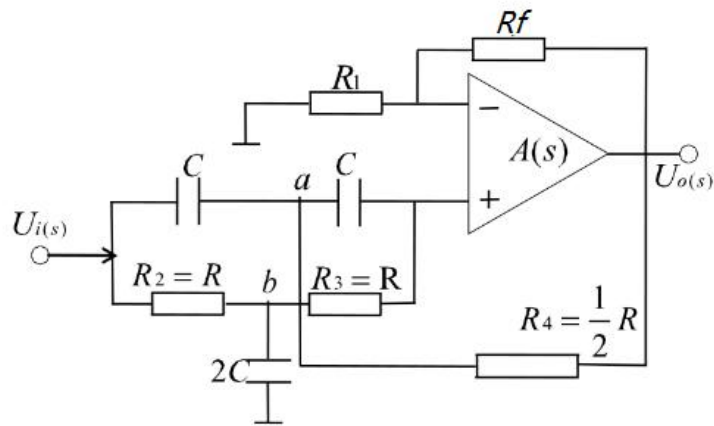 Rf
R₁
−
A(s)
Uo(s)
C
a
C
+
Ui(s)
R₂ = R
b
R₃ = R
R₄ = 1/2 R
2C